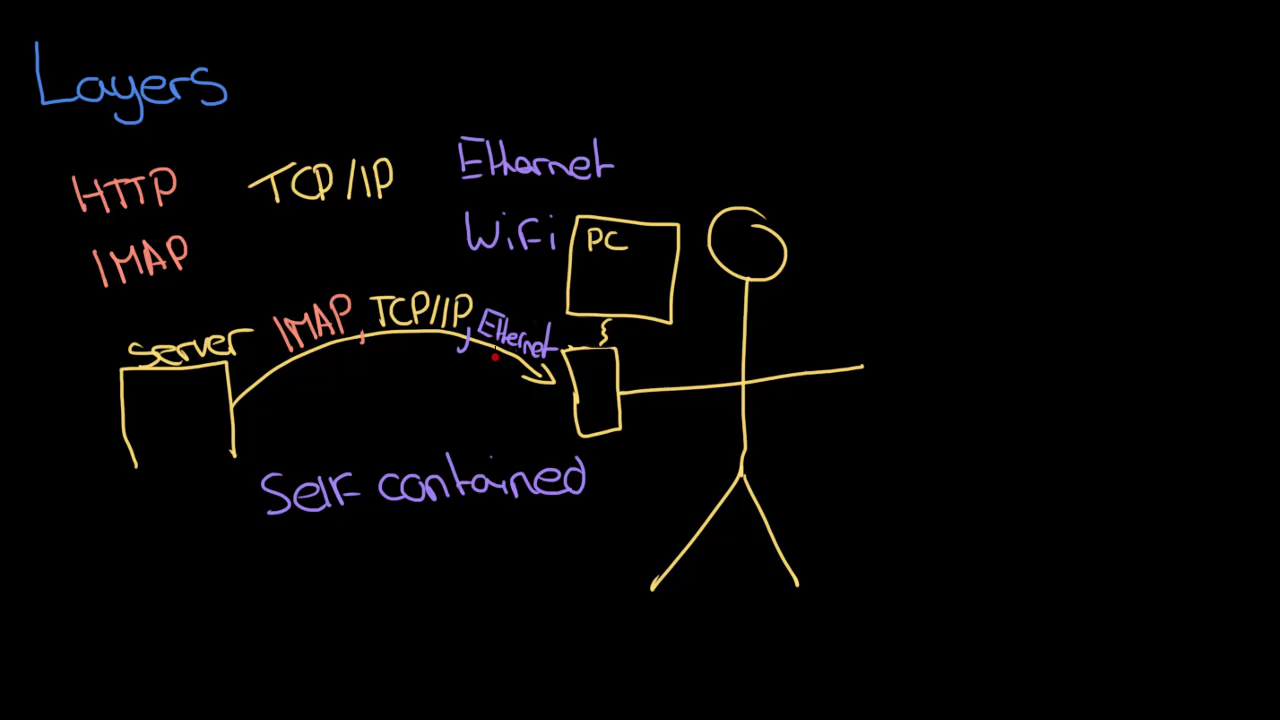 Layers
HTTP TCP/IP Ethernet
IMAP WiFi
PC
Server IMAP, TCP/IP, Ethernet
Self contained